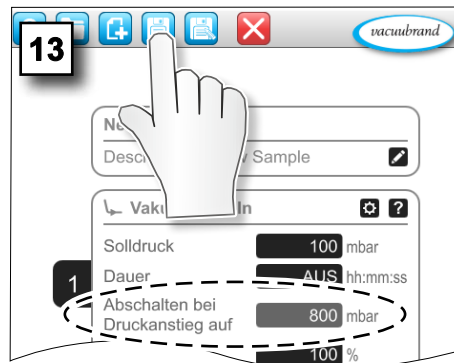 13
vacuubrand
Ne
Desc v Sample
Vaku In
Solldruck 100 mbar
1
Dauer AUS hh:mm:ss
Abschalten bei
Druckanstieg auf 800 mbar
100 %